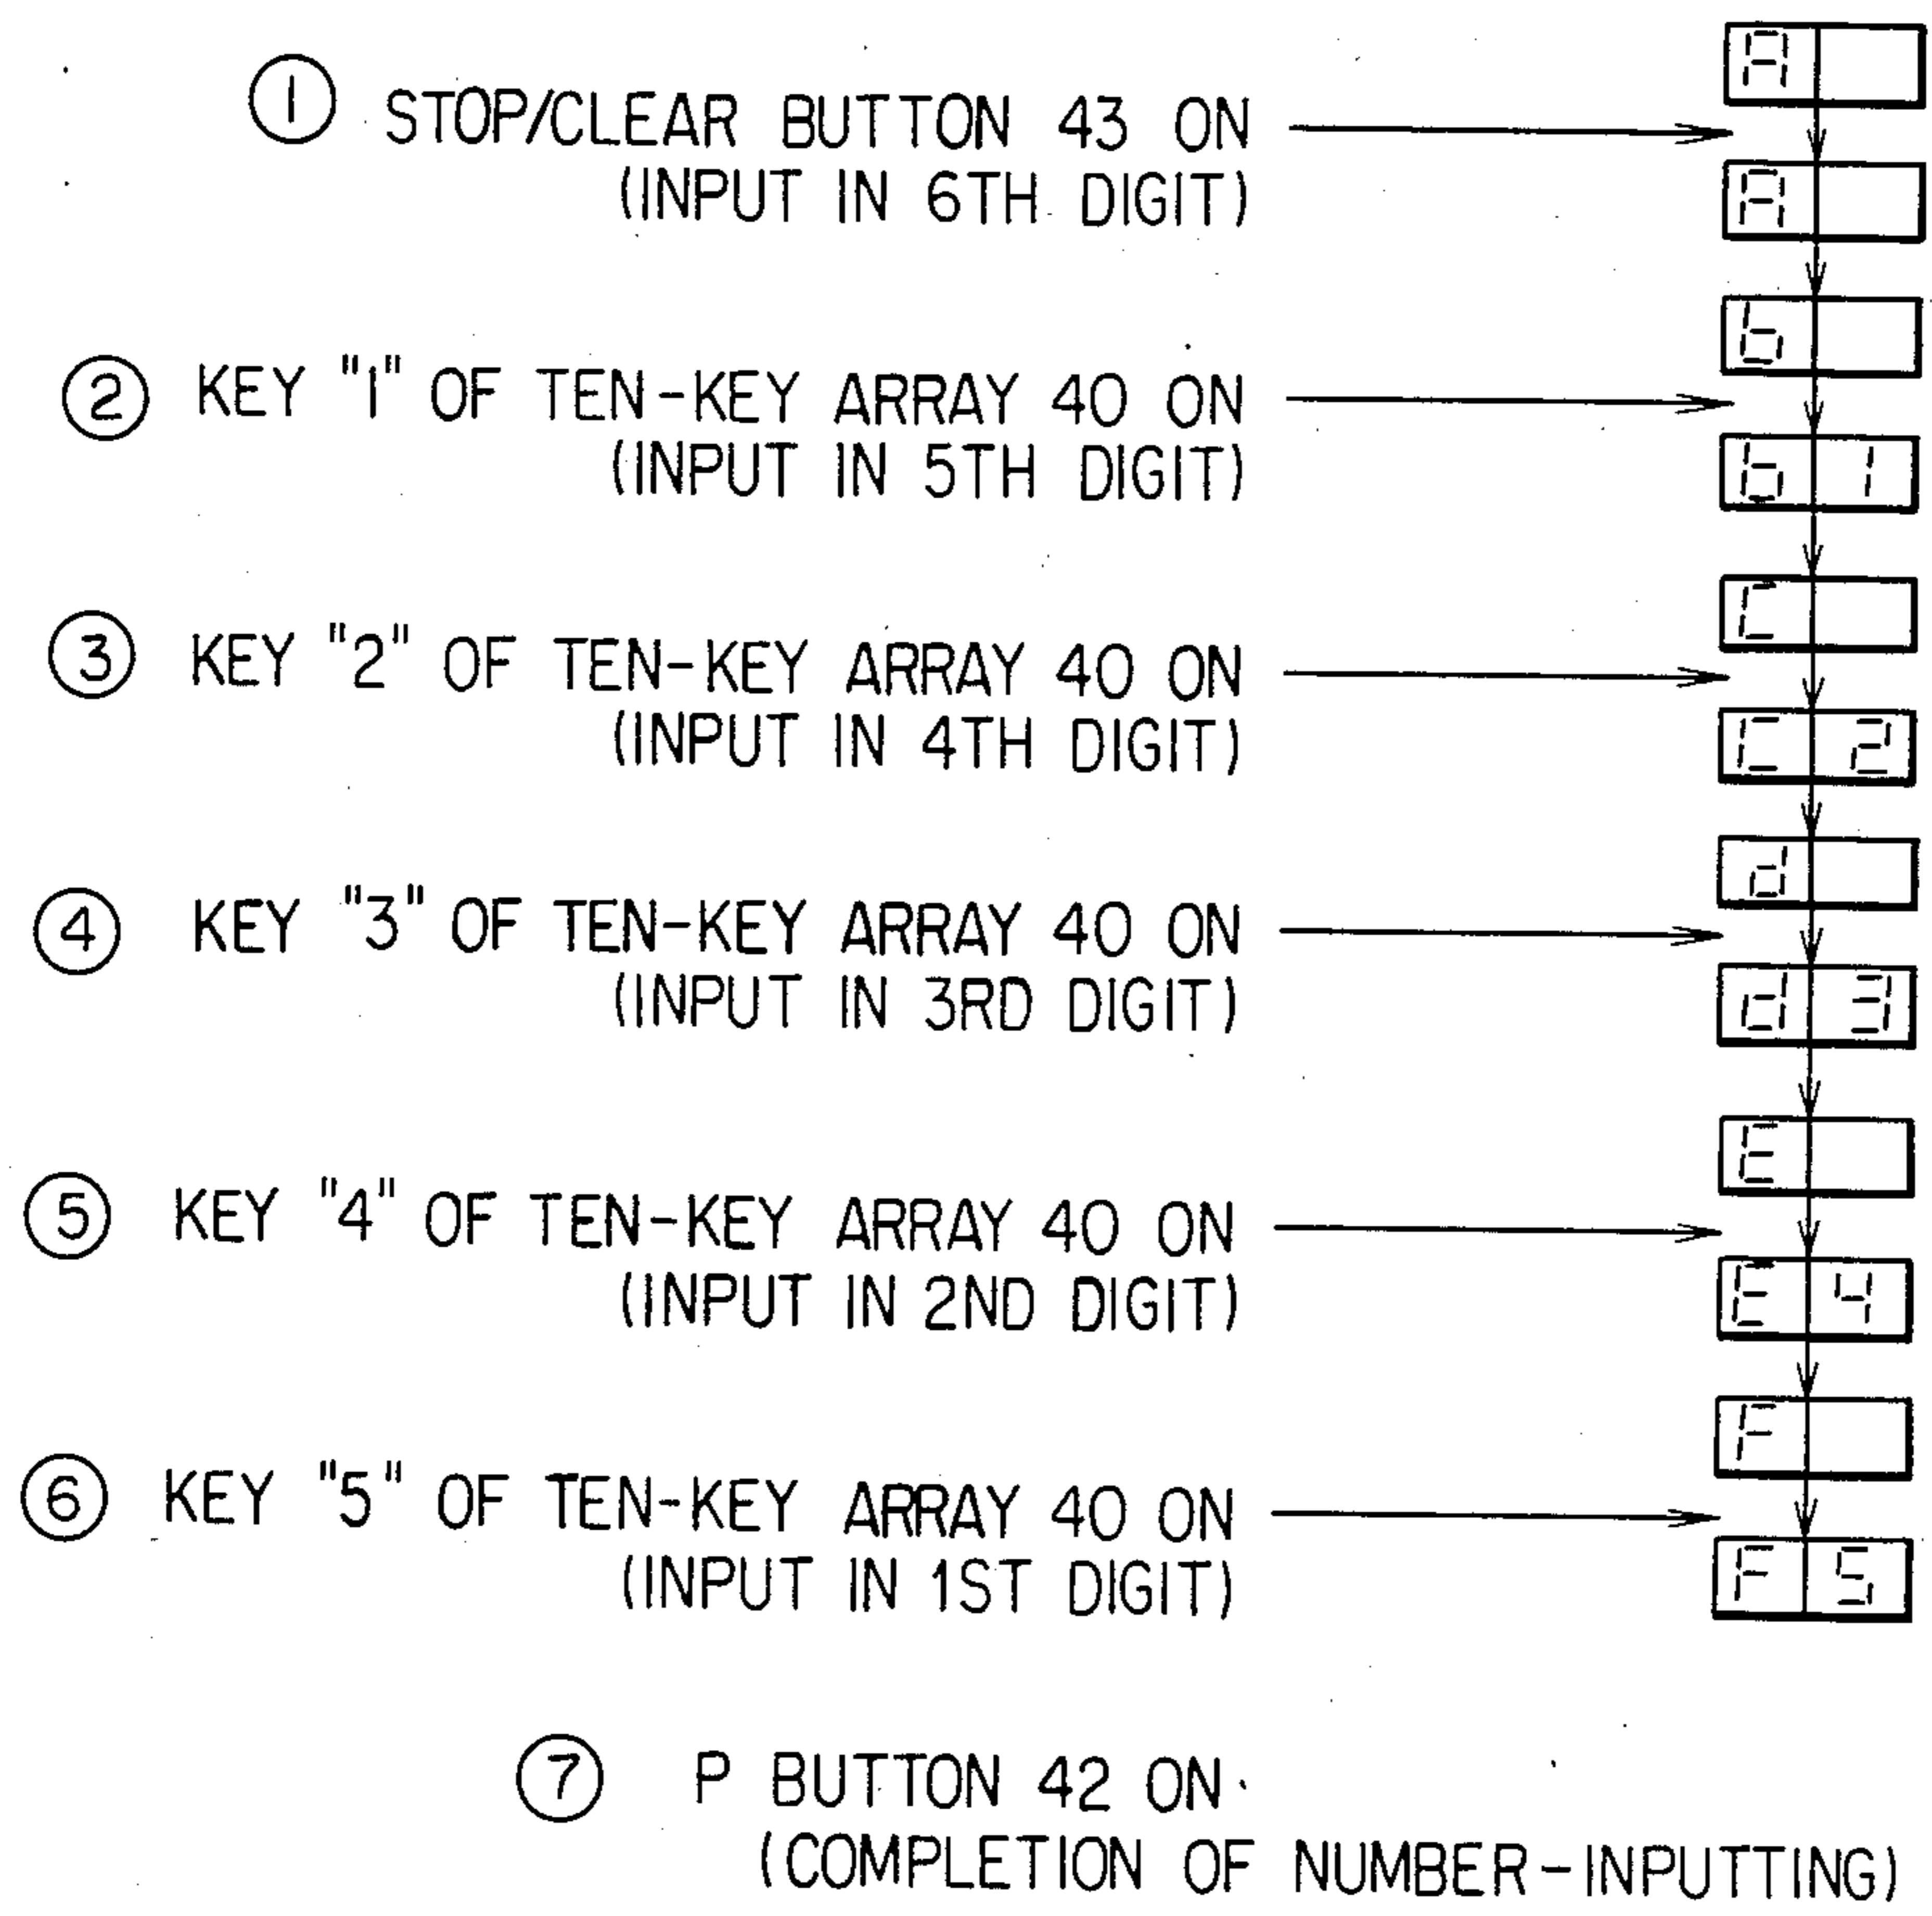 A
① STOP/CLEAR BUTTON 43 ON
(INPUT IN 6TH DIGIT)
A
b
② KEY "1" OF TEN-KEY ARRAY 40 ON
(INPUT IN 5TH DIGIT)
b 1
C
③ KEY "2" OF TEN-KEY ARRAY 40 ON
(INPUT IN 4TH DIGIT)
C 2
d
④ KEY "3" OF TEN-KEY ARRAY 40 ON
(INPUT IN 3RD DIGIT)
d 3
E
⑤ KEY "4" OF TEN-KEY ARRAY 40 ON
(INPUT IN 2ND DIGIT)
E 4
F
⑥ KEY "5" OF TEN-KEY ARRAY 40 ON
(INPUT IN 1ST DIGIT)
F 5
⑦ P BUTTON 42 ON
(COMPLETION OF NUMBER-INPUTTING)